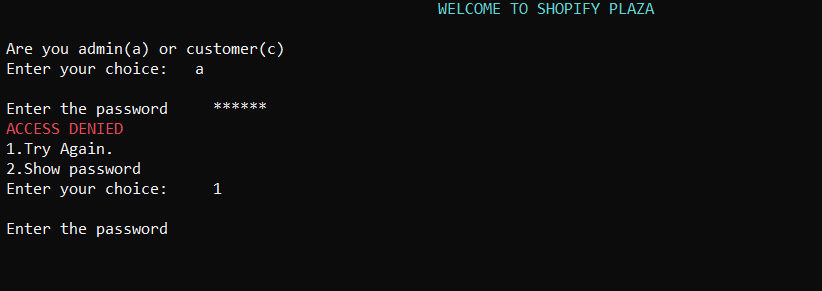 WELCOME TO SHOPIFY PLAZA
Are you admin(a) or customer(c)
Enter your choice: a
Enter the password ******
ACCESS DENIED
1.Try Again.
2.Show password
Enter your choice: 1
Enter the password